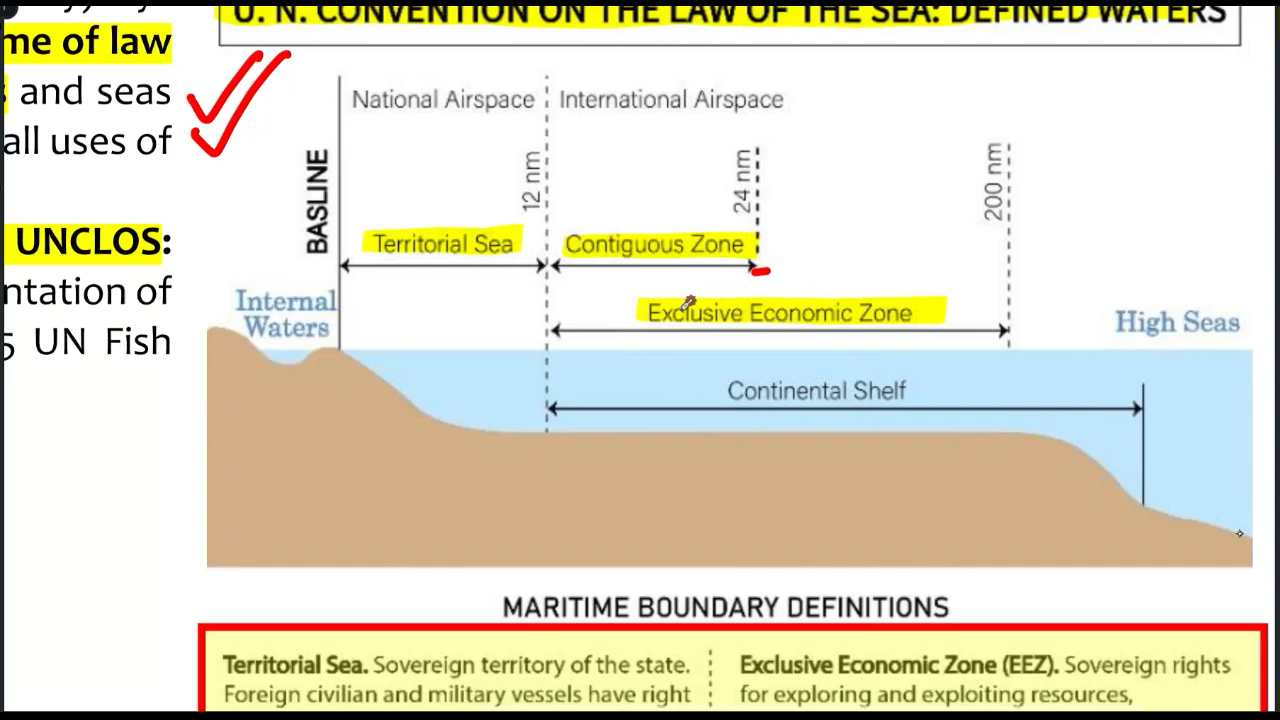 me of law
and seas
all uses of
UNCLOS:
ntation of
5 UN Fish
U. N. CONVENTION ON THE LAW OF THE SEA: DEFINED WATERS
National Airspace
International Airspace
BASLINE
12 nm
24 nm
200 nm
Territorial Sea
Contiguous Zone
Internal
Waters
Exclusive Economic Zone
High Seas
Continental Shelf
MARITIME BOUNDARY DEFINITIONS
Territorial Sea. Sovereign territory of the state.
Foreign civilian and military vessels have right
Exclusive Economic Zone (EEZ). Sovereign rights
for exploring and exploiting resources,